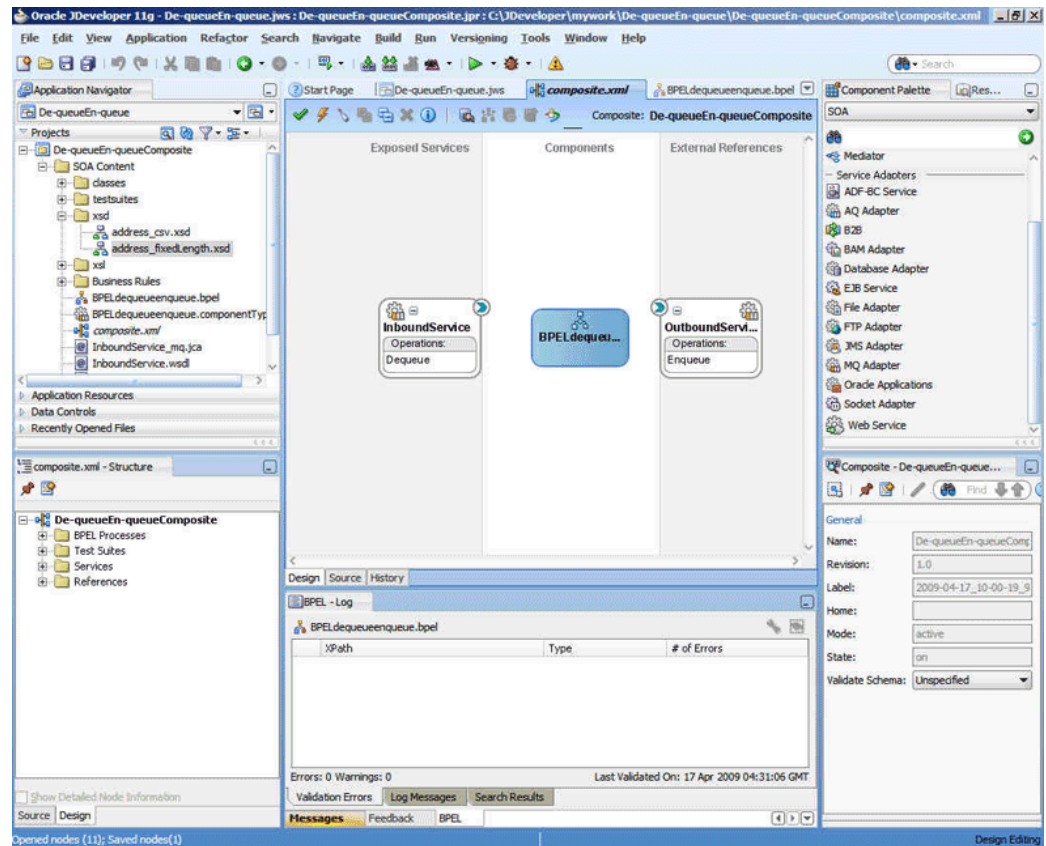 Oracle JDeveloper 11g - De-queueEn-queue.jws : De-queueEn-queueComposite.jpr : C:\JDeveloper\mywork\De-queueEn-queue\De-queueEn-queueComposite\composite.xml
File Edit View Application Refactor Search Navigate Build Run Versioning Tools Window Help
Search
Application Navigator
De-queueEn-queue
Projects
De-queueEn-queueComposite
SOA Content
classes
testsuites
xsd
address_csv.xsd
address_fixedLength.xsd
xsl
Business Rules
BPELdequeueenqueue.bpel
BPELdequeueenqueue.componentTyp
composite.xml
InboundService_mq.jca
InboundService.wsdl
Application Resources
Data Controls
Recently Opened Files
composite.xml - Structure
De-queueEn-queueComposite
BPEL Processes
Test Suites
Services
References
Show Detailed Node Information
Source Design
Start Page De-queueEn-queue.jws composite.xml BPELdequeueenqueue.bpel
Composite: De-queueEn-queueComposite
Exposed Services Components External References
InboundService
Operations:
Dequeue
BPELdequeu...
OutboundServi...
Operations:
Enqueue
Design Source History
BPEL - Log
BPELdequeueenqueue.bpel
XPath Type # of Errors
Errors: 0 Warnings: 0 Last Validated On: 17 Apr 2009 04:31:06 GMT
Validation Errors Log Messages Search Results
Messages Feedback BPEL
Component Palette Res...
SOA
Mediator
Service Adapters
ADF-BC Service
AQ Adapter
B2B
BAM Adapter
Database Adapter
EJB Service
File Adapter
FTP Adapter
JMS Adapter
MQ Adapter
Oracle Applications
Socket Adapter
Web Service
Composite - De-queueEn-queue...
Find
General
Name: De-queueEn-queueComp
Revision: 1.0
Label: 2009-04-17_10-00-19_9
Home:
Mode: active
State: on
Validate Schema: Unspecified
Opened nodes (11); Saved nodes(1) Design Editing